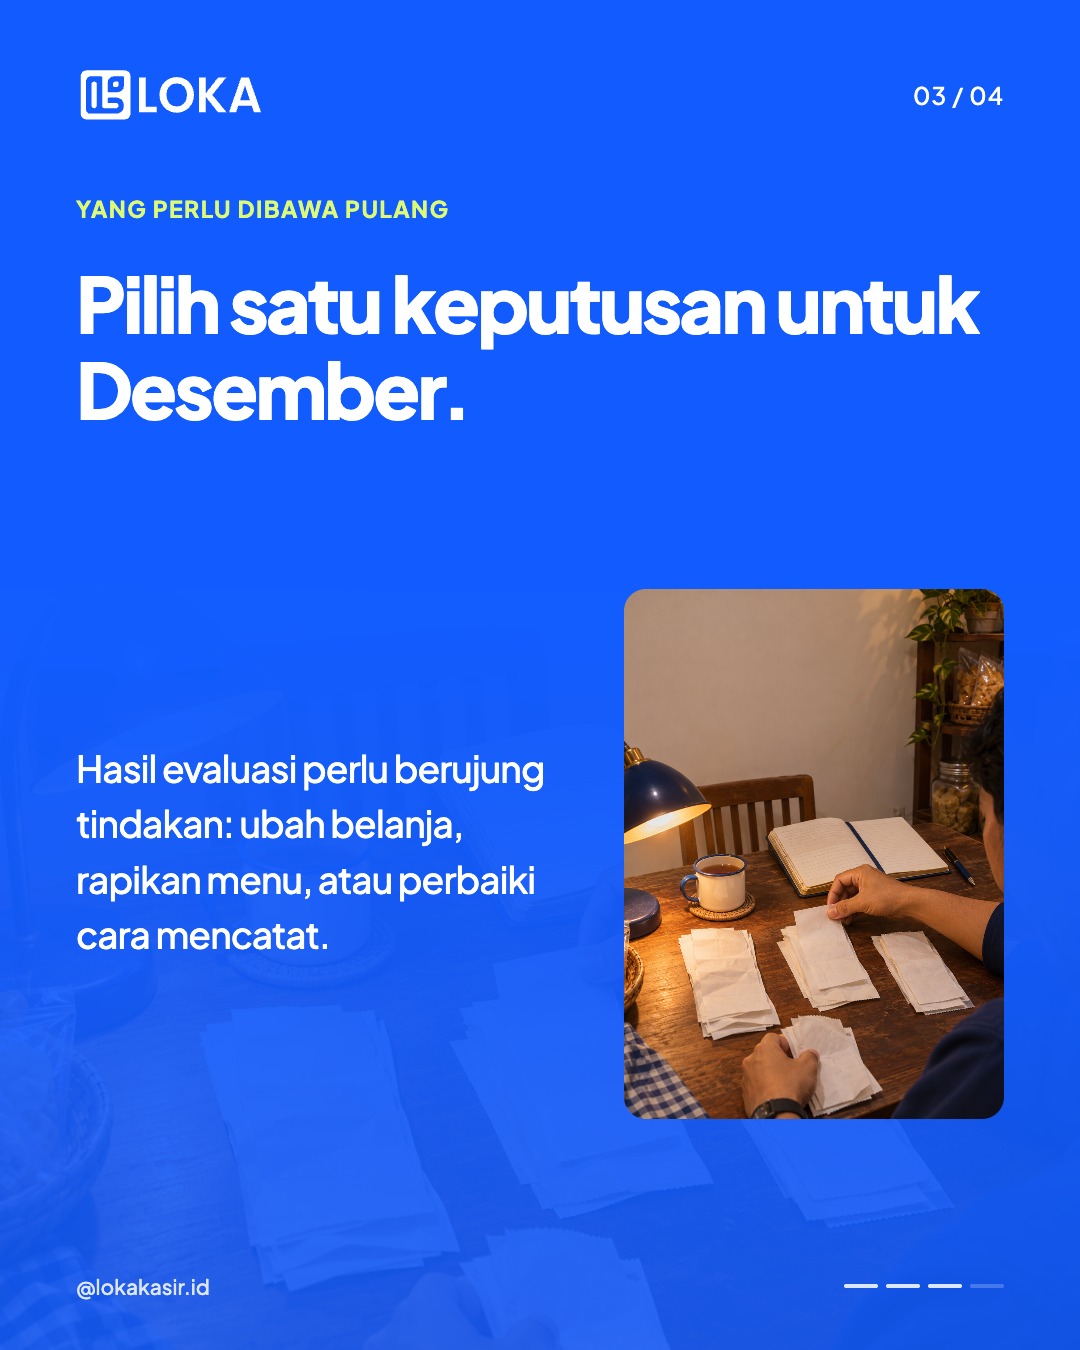 LOKA
03 / 04
YANG PERLU DIBAWA PULANG
Pilih satu keputusan untuk
Desember.
Hasil evaluasi perlu berujung
tindakan: ubah belanja,
rapikan menu, atau perbaiki
cara mencatat.
@lokakasir.id